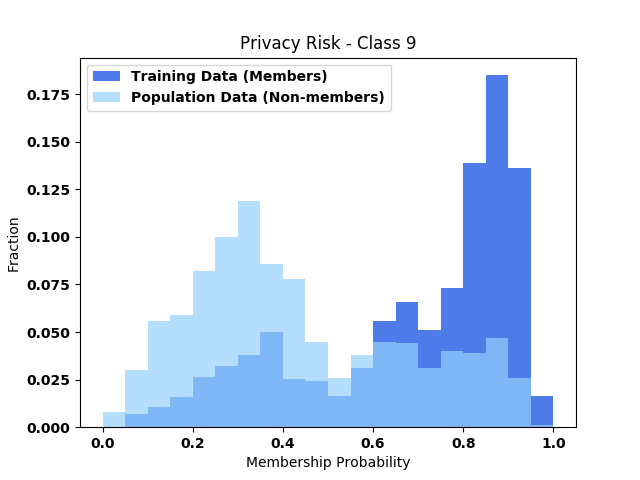 Privacy Risk - Class 9
Training Data (Members)
Population Data (Non-members)
Fraction
0.175
0.150
0.125
0.100
0.075
0.050
0.025
0.000
0.0 0.2 0.4 0.6 0.8 1.0
Membership Probability